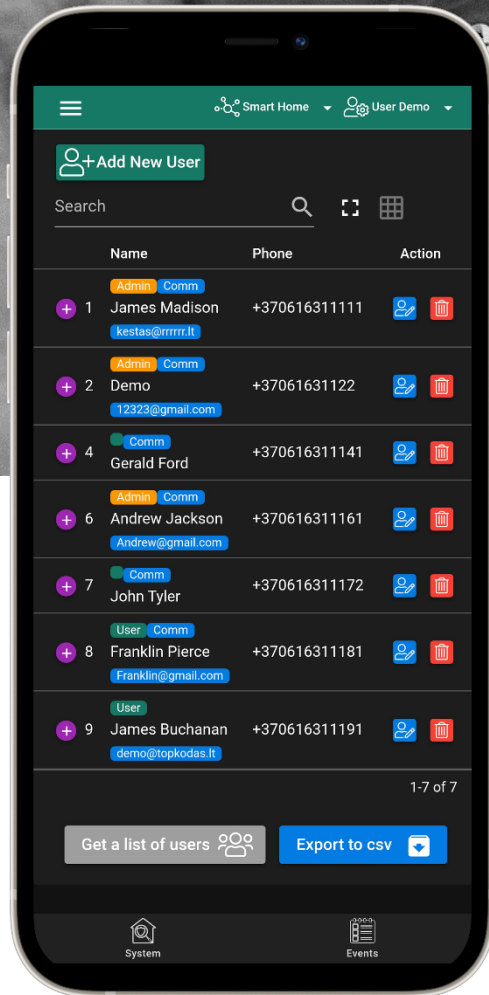 Smart Home User Demo
Add New User
Search
Name Phone Action
Admin Comm
1 James Madison +370616311111
kestas@rrrrrr.lt
Admin Comm
2 Demo +37061631122
12323@gmail.com
Comm
4 Gerald Ford +370616311141
Admin Comm
6 Andrew Jackson +370616311161
Andrew@gmail.com
Comm
7 John Tyler +370616311172
User Comm
8 Franklin Pierce +370616311181
Franklin@gmail.com
User
9 James Buchanan +370616311191
demo@topkodas.lt
1-7 of 7
Get a list of users Export to csv
System Events